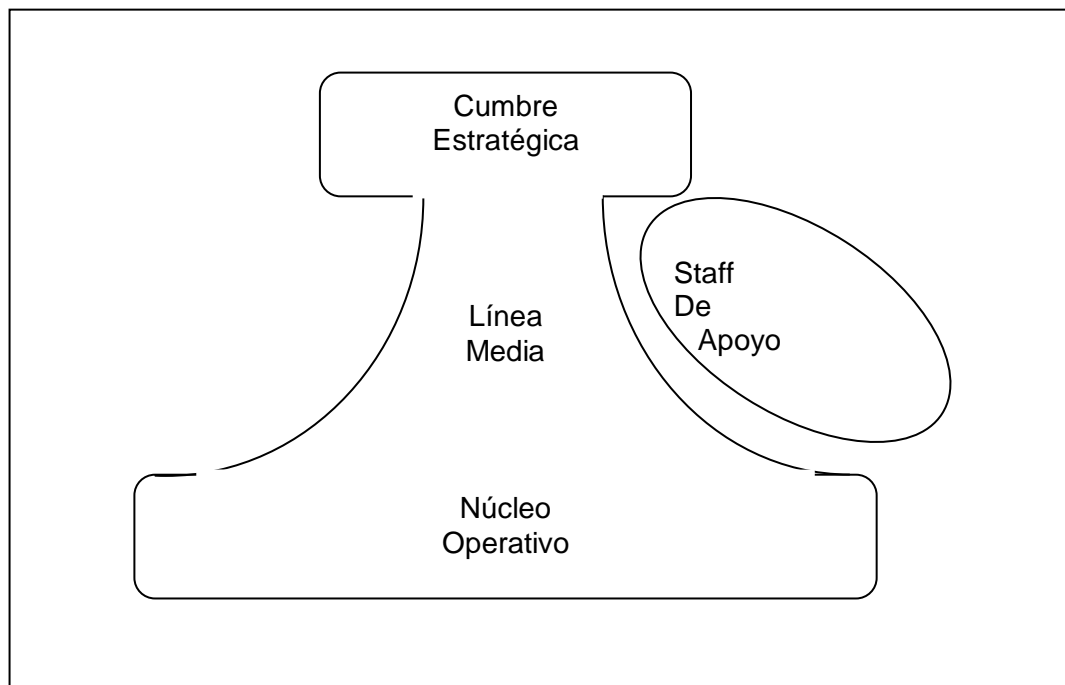 Cumbre
Estratégica
Línea
Media
Staff
De
Apoyo
Núcleo
Operativo